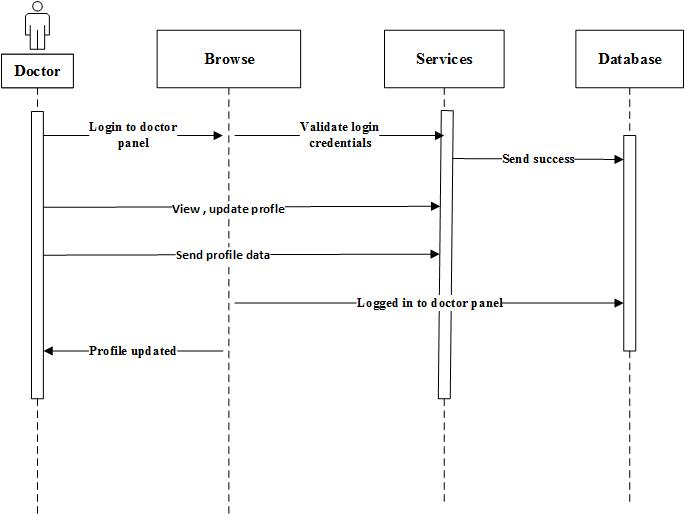 Doctor
Browse
Services
Database
Login to doctor
panel
Validate login
credentials
Send success
View , update profle
Send profile data
Logged in to doctor panel
Profile updated